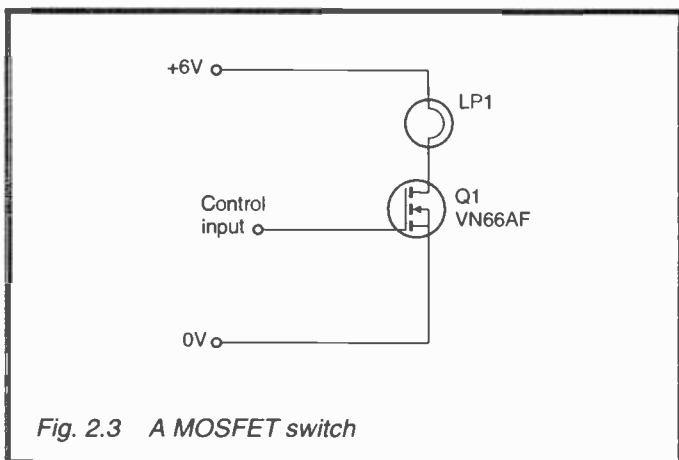 +6V
LP1
Q1
VN66AF
Control
input
0V
Fig. 2.3 A MOSFET switch